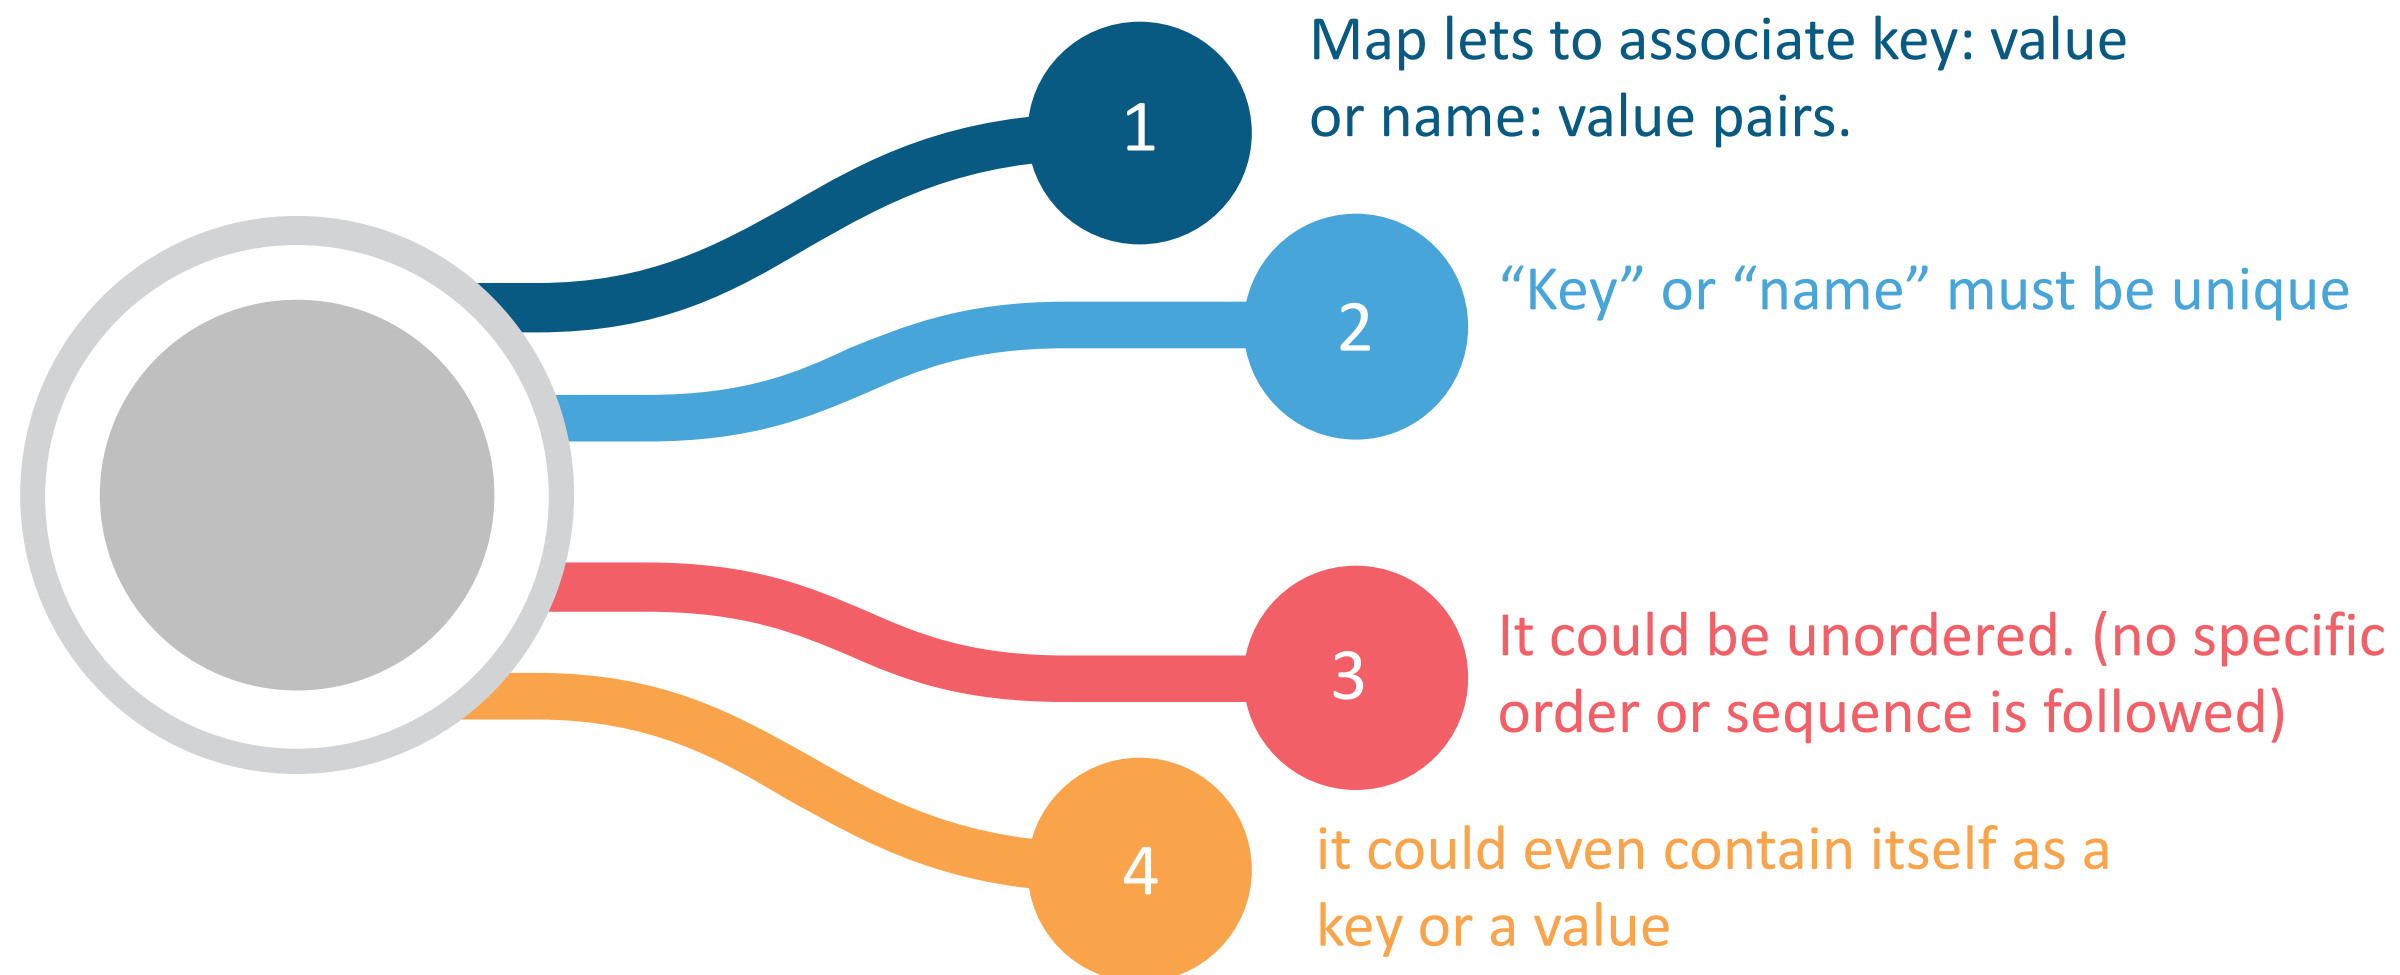 1
Map lets to associate key: value
or name: value pairs.
2
“Key” or “name” must be unique
3
It could be unordered. (no specific
order or sequence is followed)
4
it could even contain itself as a
key or a value